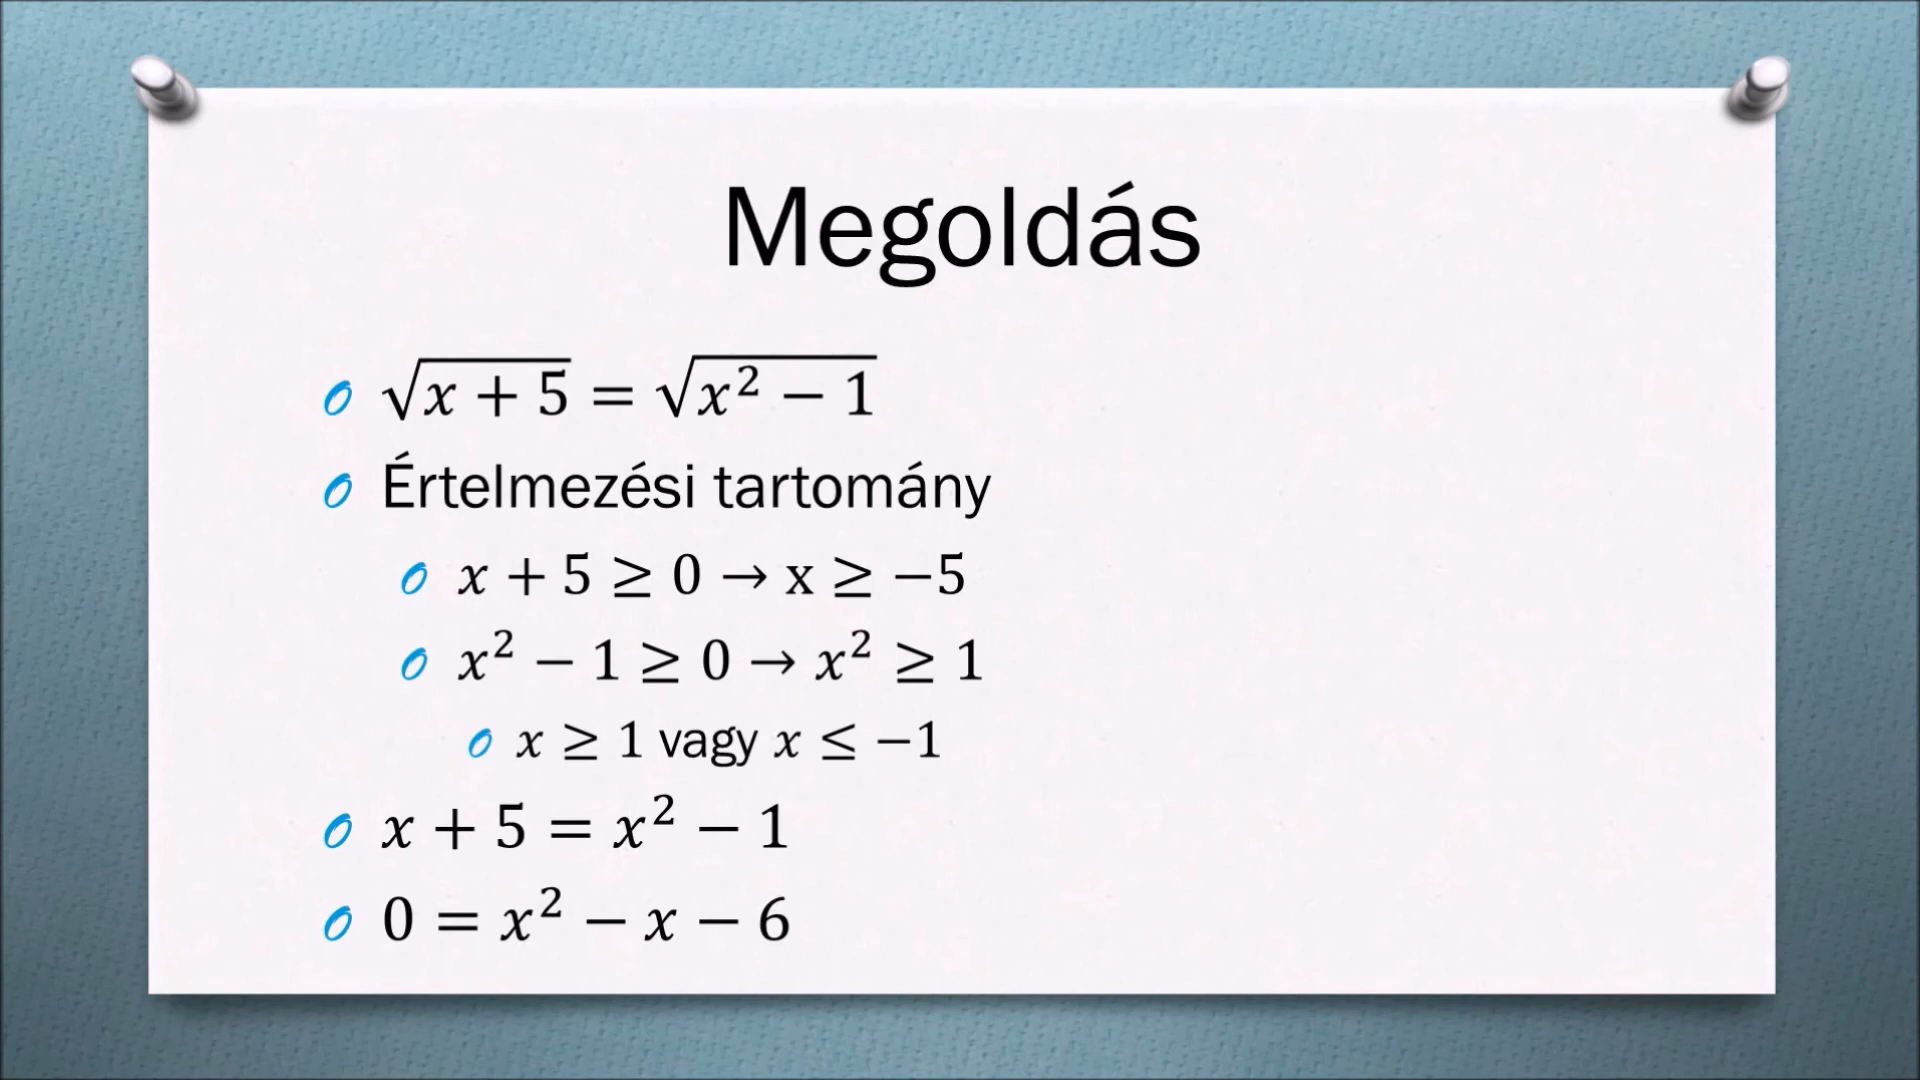 Megoldás
√(x + 5) = √(x² − 1)
Értelmezési tartomány
x + 5 ≥ 0 → x ≥ −5
x² − 1 ≥ 0 → x² ≥ 1
x ≥ 1 vagy x ≤ −1
x + 5 = x² − 1
0 = x² − x − 6